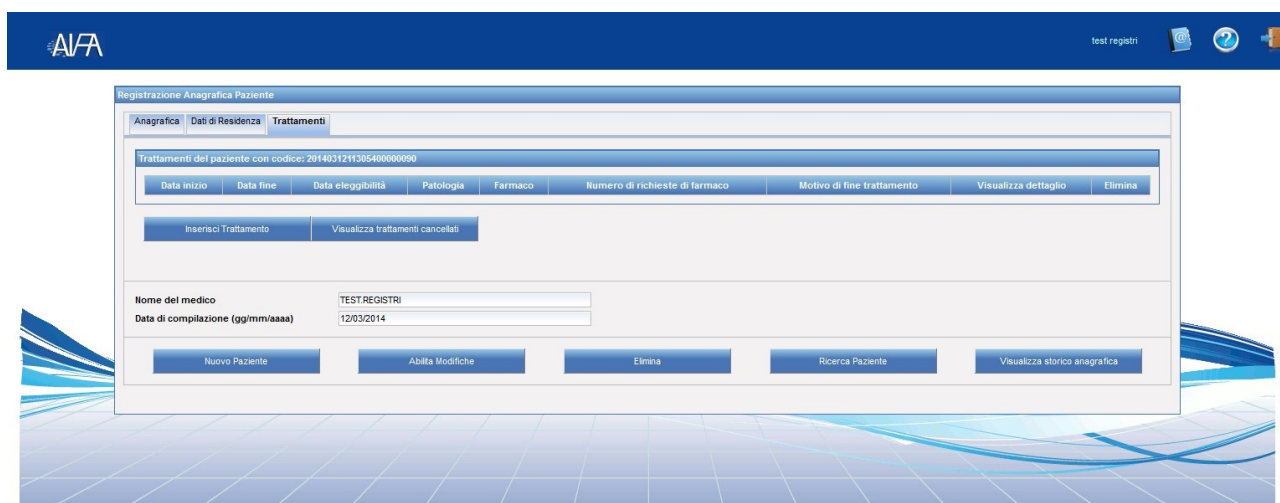 AIFA
test registri
Registrazione Anagrafica Paziente
Anagrafica Dati di Residenza Trattamenti
Trattamenti del paziente con codice: 2014031211305400000090
Data inizio Data fine Data eleggibilità Patologia Farmaco Numero di richieste di farmaco Motivo di fine trattamento Visualizza dettaglio Elimina
Inserisci Trattamento Visualizza trattamenti cancellati
Nome del medico TEST.REGISTRI
Data di compilazione (gg/mm/aaaa) 12/03/2014
Nuovo Paziente Abilita Modifiche Elimina Ricerca Paziente Visualizza storico anagrafica